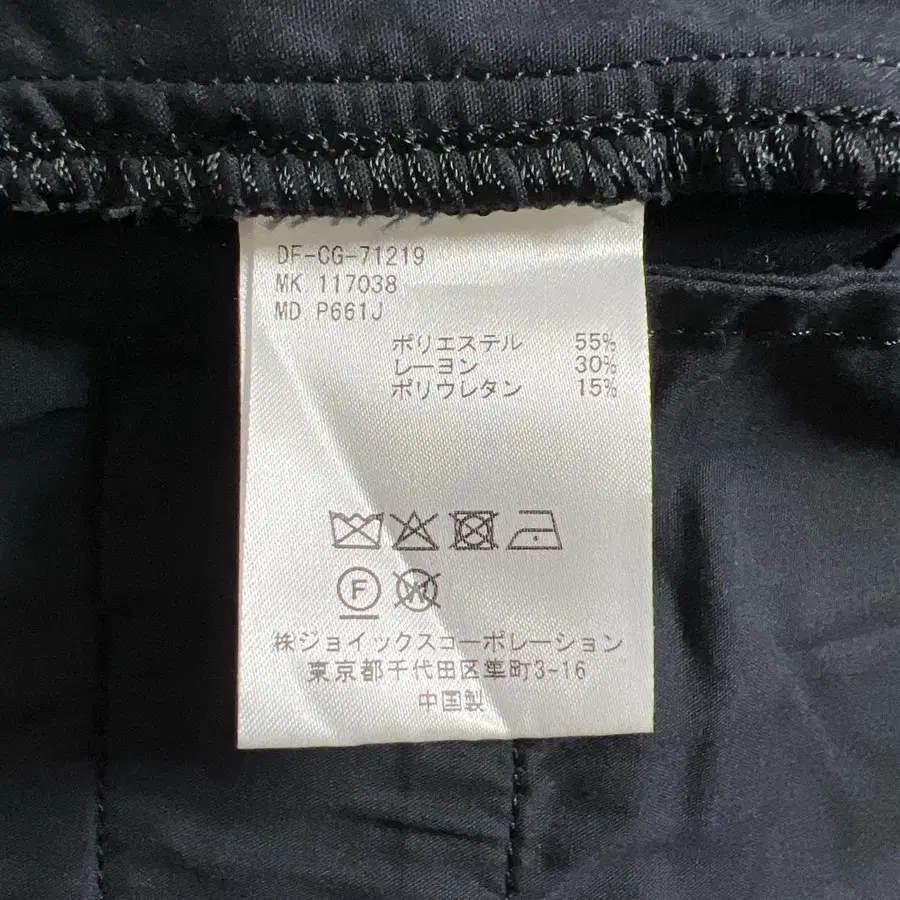 DF-CG-71219
MK 117038
MD P661J
ポリエステル 55%
レーヨン 30%
ポリウレタン 15%
F W
株ジョイックスコーポレーション
東京都千代田区隼町3-16
中国製